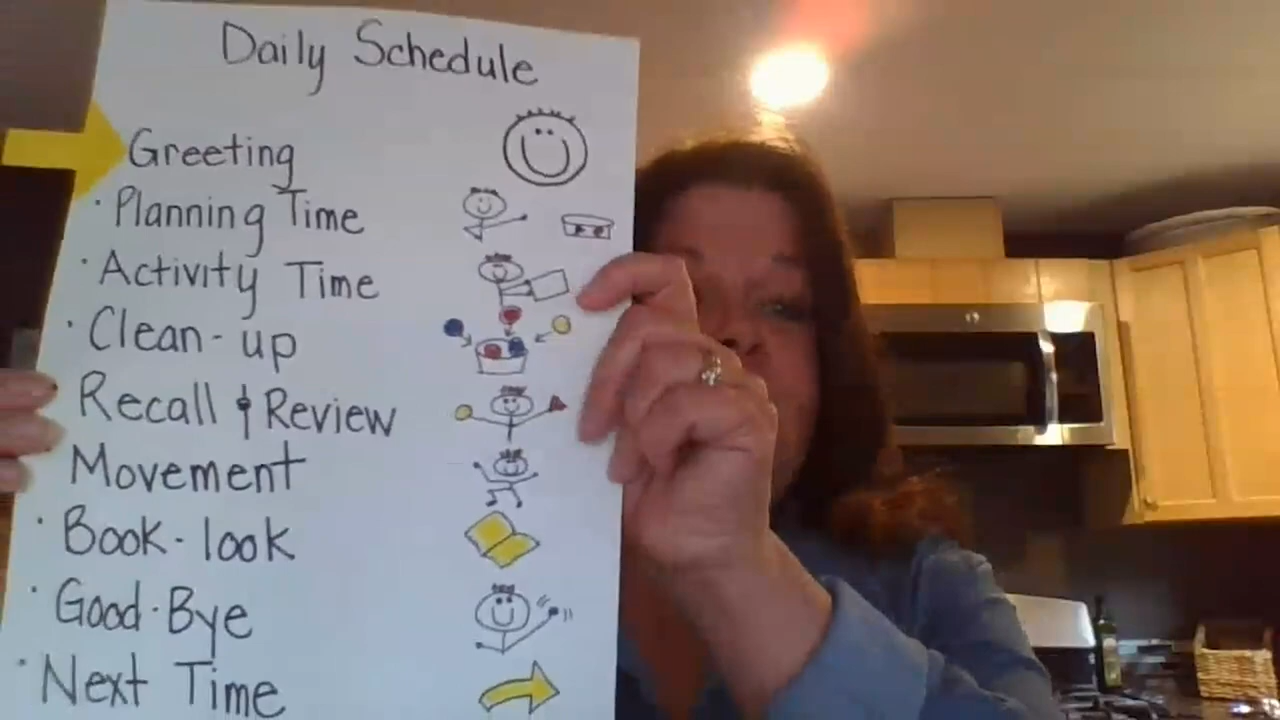 Daily Schedule
Greeting
· Planning Time
· Activity Time
· Clean-up
Recall & Review
Movement
· Book-look
· Good-Bye
· Next Time